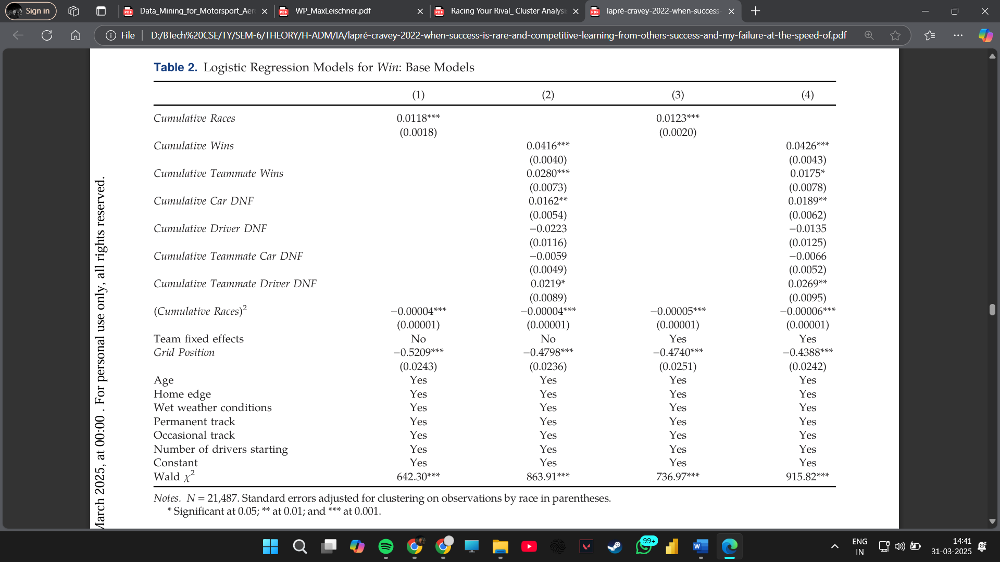 Sign in
Data_Mining_for_Motorsport_Aer
WP_MaxLeischner.pdf
Racing Your Rival_ Cluster Analysis
lapré-cravey-2022-when-success-
File
D:/BTech%20CSE/TY/SEM-6/THEORY/H-ADM/IA/lapré-cravey-2022-when-success-is-rare-and-competitive-learning-from-others-success-and-my-failure-at-the-speed-of.pdf
March 2025, at 00:00 . For personal use only, all rights reserved.
Table 2. Logistic Regression Models for Win: Base Models
(1) (2) (3) (4)
Cumulative Races 0.0118*** 0.0123***
(0.0018) (0.0020)
Cumulative Wins 0.0416*** 0.0426***
(0.0040) (0.0043)
Cumulative Teammate Wins 0.0280*** 0.0175*
(0.0073) (0.0078)
Cumulative Car DNF 0.0162** 0.0189**
(0.0054) (0.0062)
Cumulative Driver DNF −0.0223 −0.0135
(0.0116) (0.0125)
Cumulative Teammate Car DNF −0.0059 −0.0066
(0.0049) (0.0052)
Cumulative Teammate Driver DNF 0.0219* 0.0269**
(0.0089) (0.0095)
(Cumulative Races)² −0.00004*** −0.00004*** −0.00005*** −0.00006***
(0.00001) (0.00001) (0.00001) (0.00001)
Team fixed effects No No Yes Yes
Grid Position −0.5209*** −0.4798*** −0.4740*** −0.4388***
(0.0243) (0.0236) (0.0251) (0.0242)
Age Yes Yes Yes Yes
Home edge Yes Yes Yes Yes
Wet weather conditions Yes Yes Yes Yes
Permanent track Yes Yes Yes Yes
Occasional track Yes Yes Yes Yes
Number of drivers starting Yes Yes Yes Yes
Constant Yes Yes Yes Yes
Wald χ² 642.30*** 863.91*** 736.97*** 915.82***
Notes. N = 21,487. Standard errors adjusted for clustering on observations by race in parentheses.
* Significant at 0.05; ** at 0.01; and *** at 0.001.
99+
ENG
IN
14:41
31-03-2025